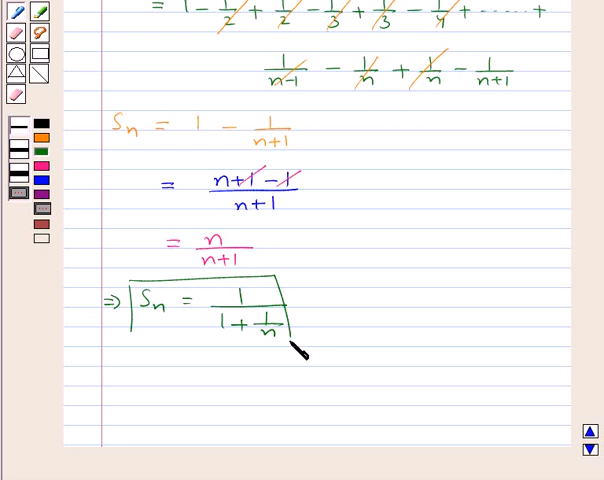 = 1 - 1/2 + 1/2 - 1/3 + 1/3 - 1/4 + ...... +
1/(n-1) - 1/n + 1/n - 1/(n+1)
Sn = 1 - 1/(n+1)
= (n+1-1)/(n+1)
= n/(n+1)
⇒ Sn = 1/(1 + 1/n)